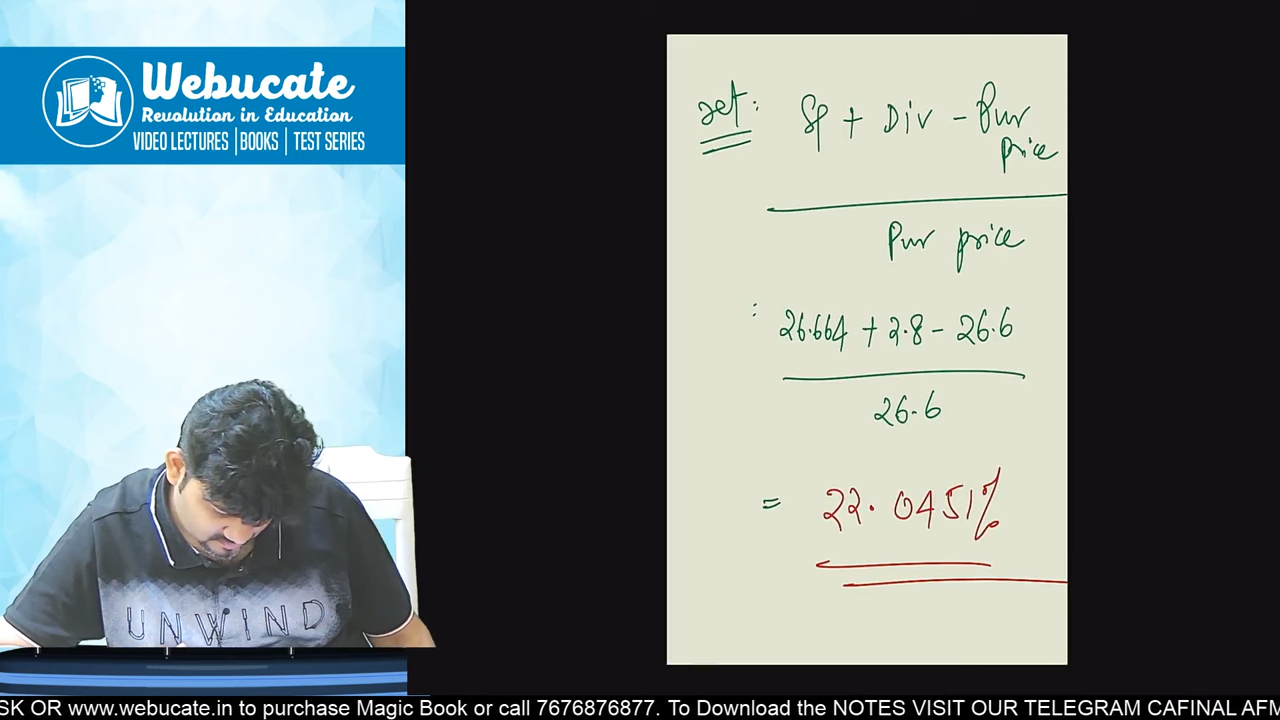 Webucate
Revolution in Education
VIDEO LECTURES | BOOKS | TEST SERIES
ret: SP + Div - Pur price
Pur price
: 26.664 + 2.8 - 26.6
26.6
= 22.0451%
UNWIND
SK OR www.webucate.in to purchase Magic Book or call 7676876877. To Download the NOTES VISIT OUR TELEGRAM CAFINAL AFM